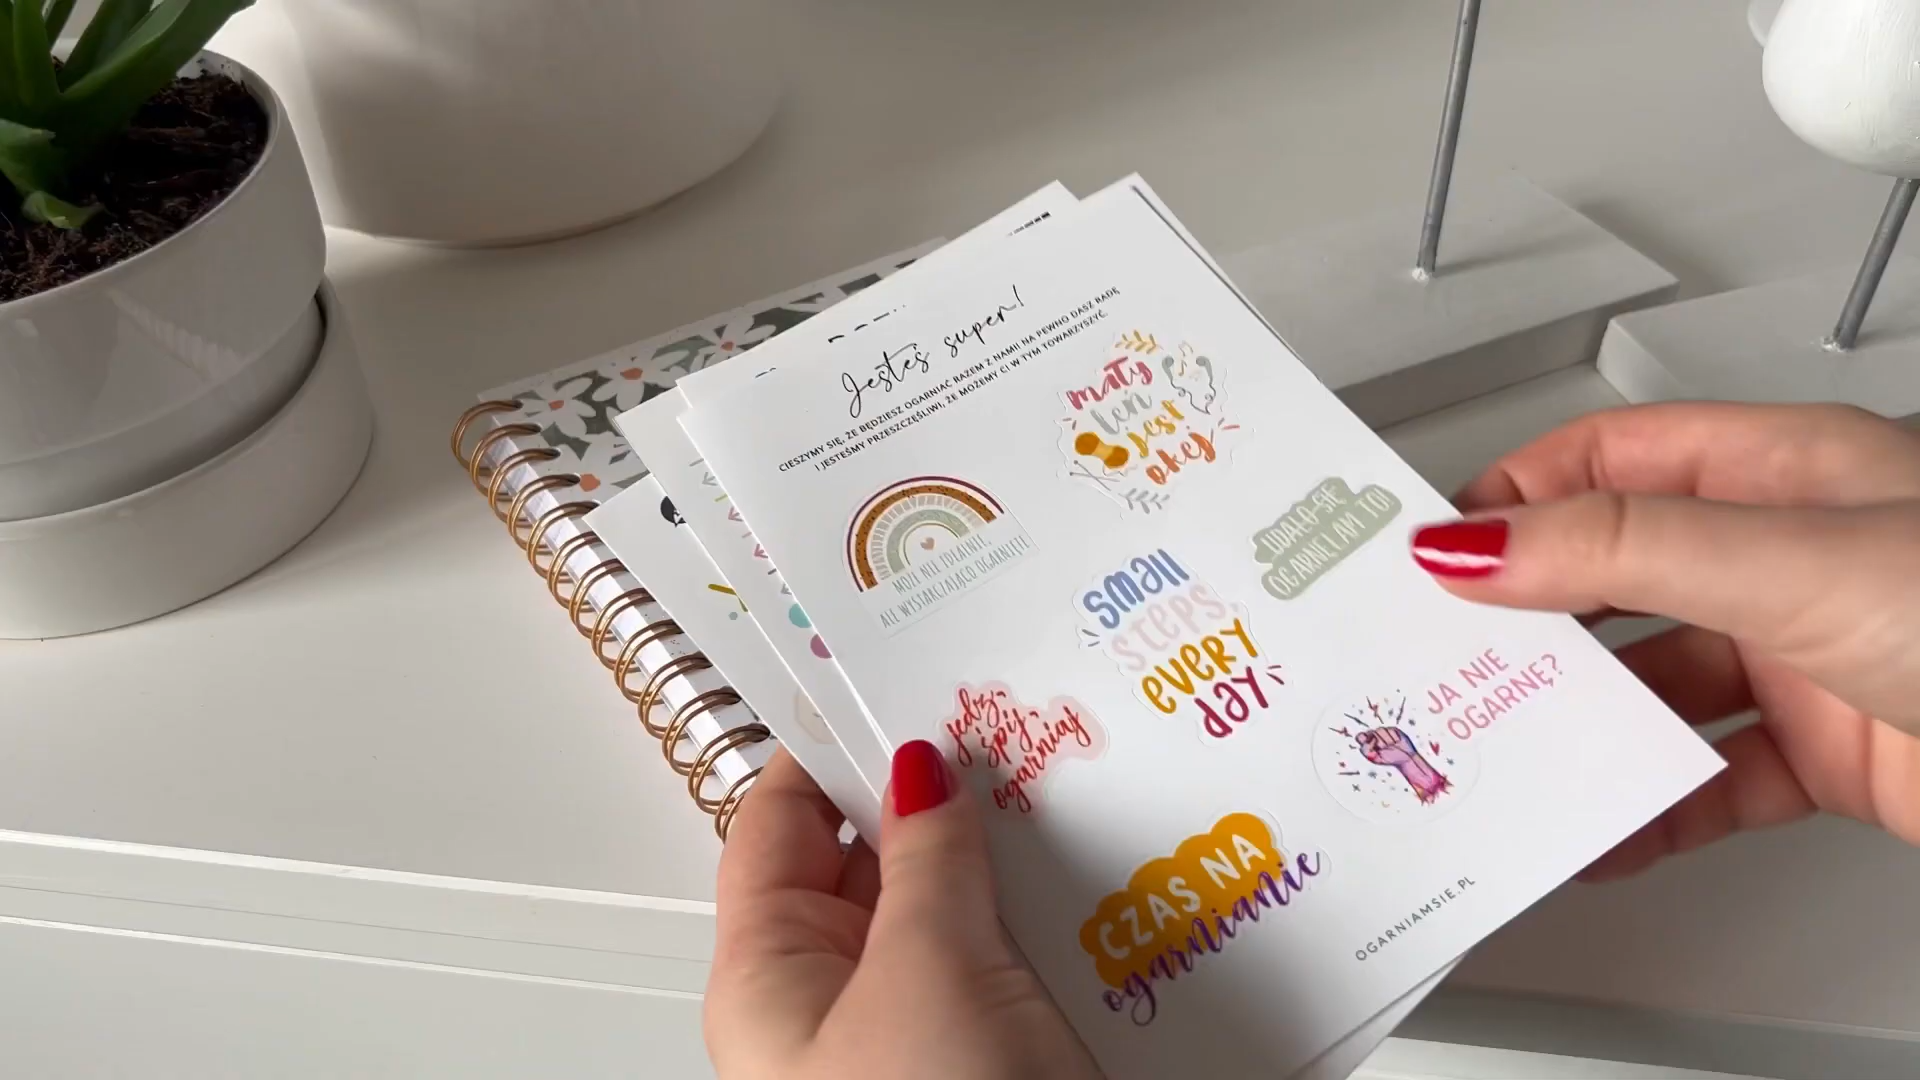 Jesteś super!
CIESZYMY SIĘ, ŻE BĘDZIESZ OGARNIAĆ RAZEM Z NAMI! NA PEWNO DASZ RADĘ
I JESTEŚMY PRZESZCZĘŚLIWI, ŻE MOŻEMY CI W TYM TOWARZYSZYĆ.
mały
leń
jest
okej
MOŻE NIE IDEALNIE,
ALE WYSTARCZAJĄCO OGARNIĘTE
UDAŁO SIĘ
OGARNĘŁAM TO!
small
steps
every
day
jedz,
śpij,
ogarniaj
JA NIE
OGARNĘ?
CZAS NA
ogarnianie
OGARNIAMSIE.PL